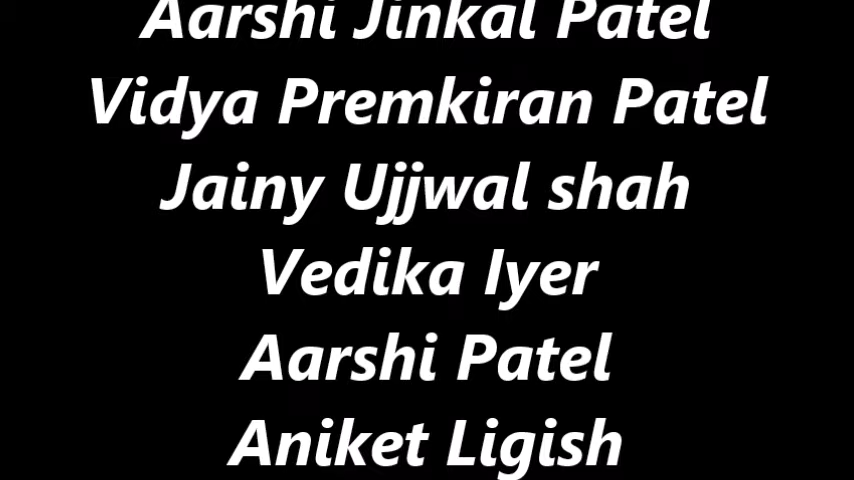 Aarshi Jinkal Patel
Vidya Premkiran Patel
Jainy Ujjwal shah
Vedika Iyer
Aarshi Patel
Aniket Ligish